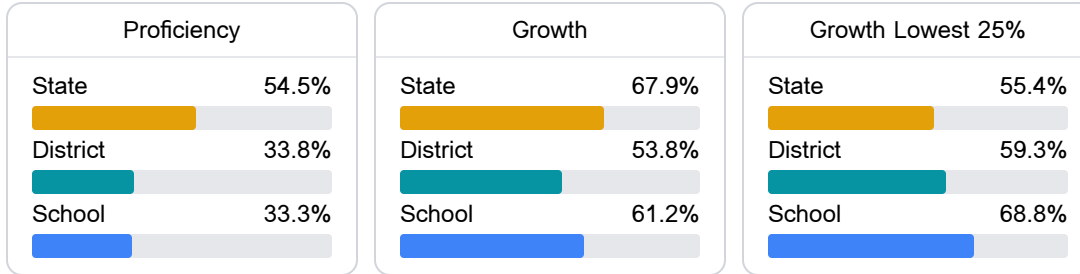 Proficiency
State 54.5%
District 33.8%
School 33.3%
Growth
State 67.9%
District 53.8%
School 61.2%
Growth Lowest 25%
State 55.4%
District 59.3%
School 68.8%